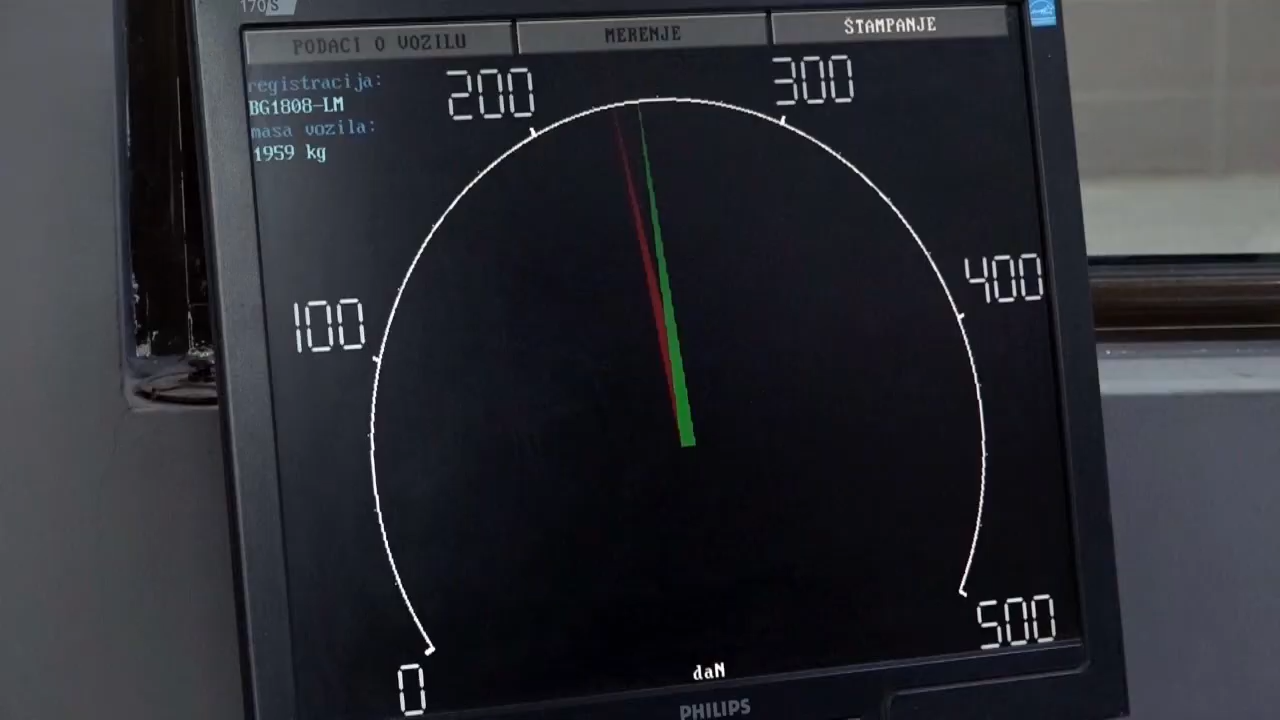 170S
PODACI O VOZILU
MERENJE
ŠTAMPANJE
registracija:
BG1808-LM
masa vozila:
1959 kg
200
300
100
400
0
500
daN
PHILIPS